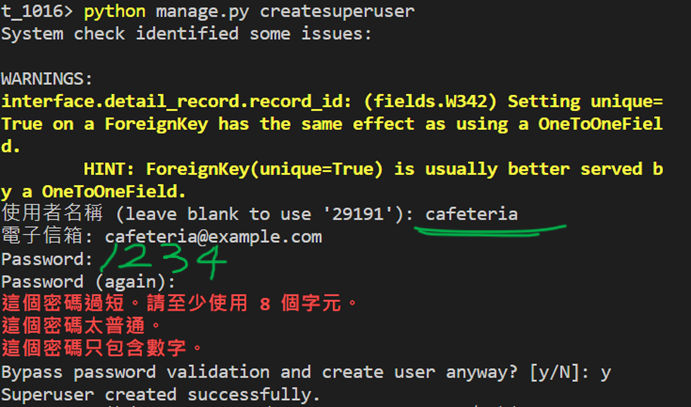 t_1016> python manage.py createsuperuser
System check identified some issues:
WARNINGS:
interface.detail_record.record_id: (fields.W342) Setting unique=
True on a ForeignKey has the same effect as using a OneToOneFiel
d.
HINT: ForeignKey(unique=True) is usually better served b
y a OneToOneField.
使用者名稱 (leave blank to use '29191'): cafeteria
電子信箱: cafeteria@example.com
Password: 1234
Password (again):
這個密碼過短。請至少使用 8 個字元。
這個密碼太普通。
這個密碼只包含數字。
Bypass password validation and create user anyway? [y/N]: y
Superuser created successfully.